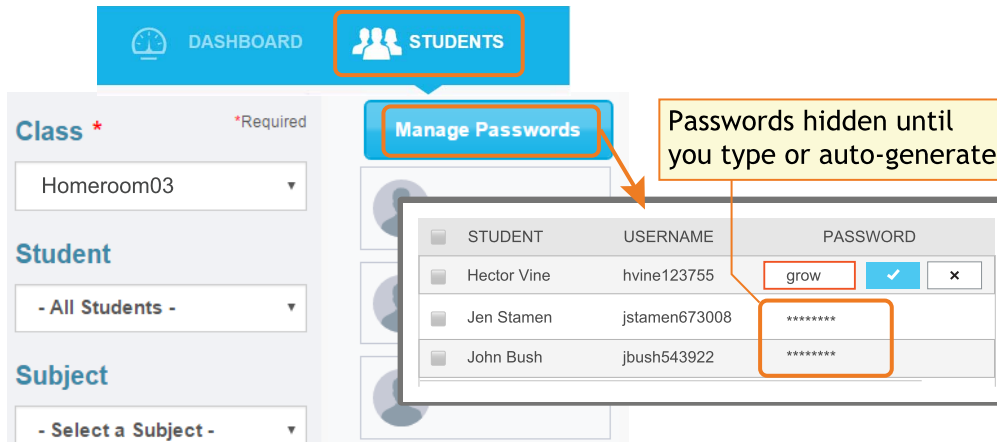 DASHBOARD
STUDENTS
Class *
*Required
Homeroom03
Student
- All Students -
Subject
- Select a Subject -
Manage Passwords
Passwords hidden until
you type or auto-generate
STUDENT USERNAME PASSWORD
Hector Vine hvine123755 grow
Jen Stamen jstamen673008 ********
John Bush jbush543922 ********